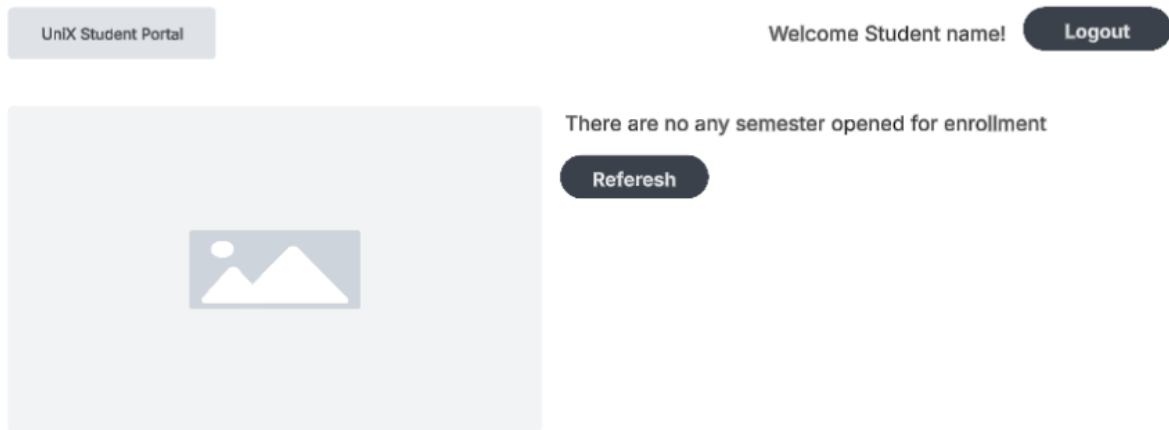 UniX Student Portal
Welcome Student name!
Logout
There are no any semester opened for enrollment
Referesh